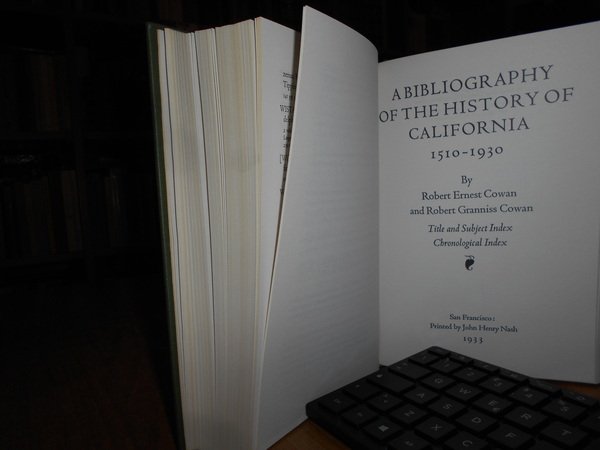 A BIBLIOGRAPHY
OF THE HISTORY OF
CALIFORNIA
1510-1930
By
Robert Ernest Cowan
and Robert Granniss Cowan
Title and Subject Index
Chronological Index
San Francisco:
Printed by John Henry Nash
1933